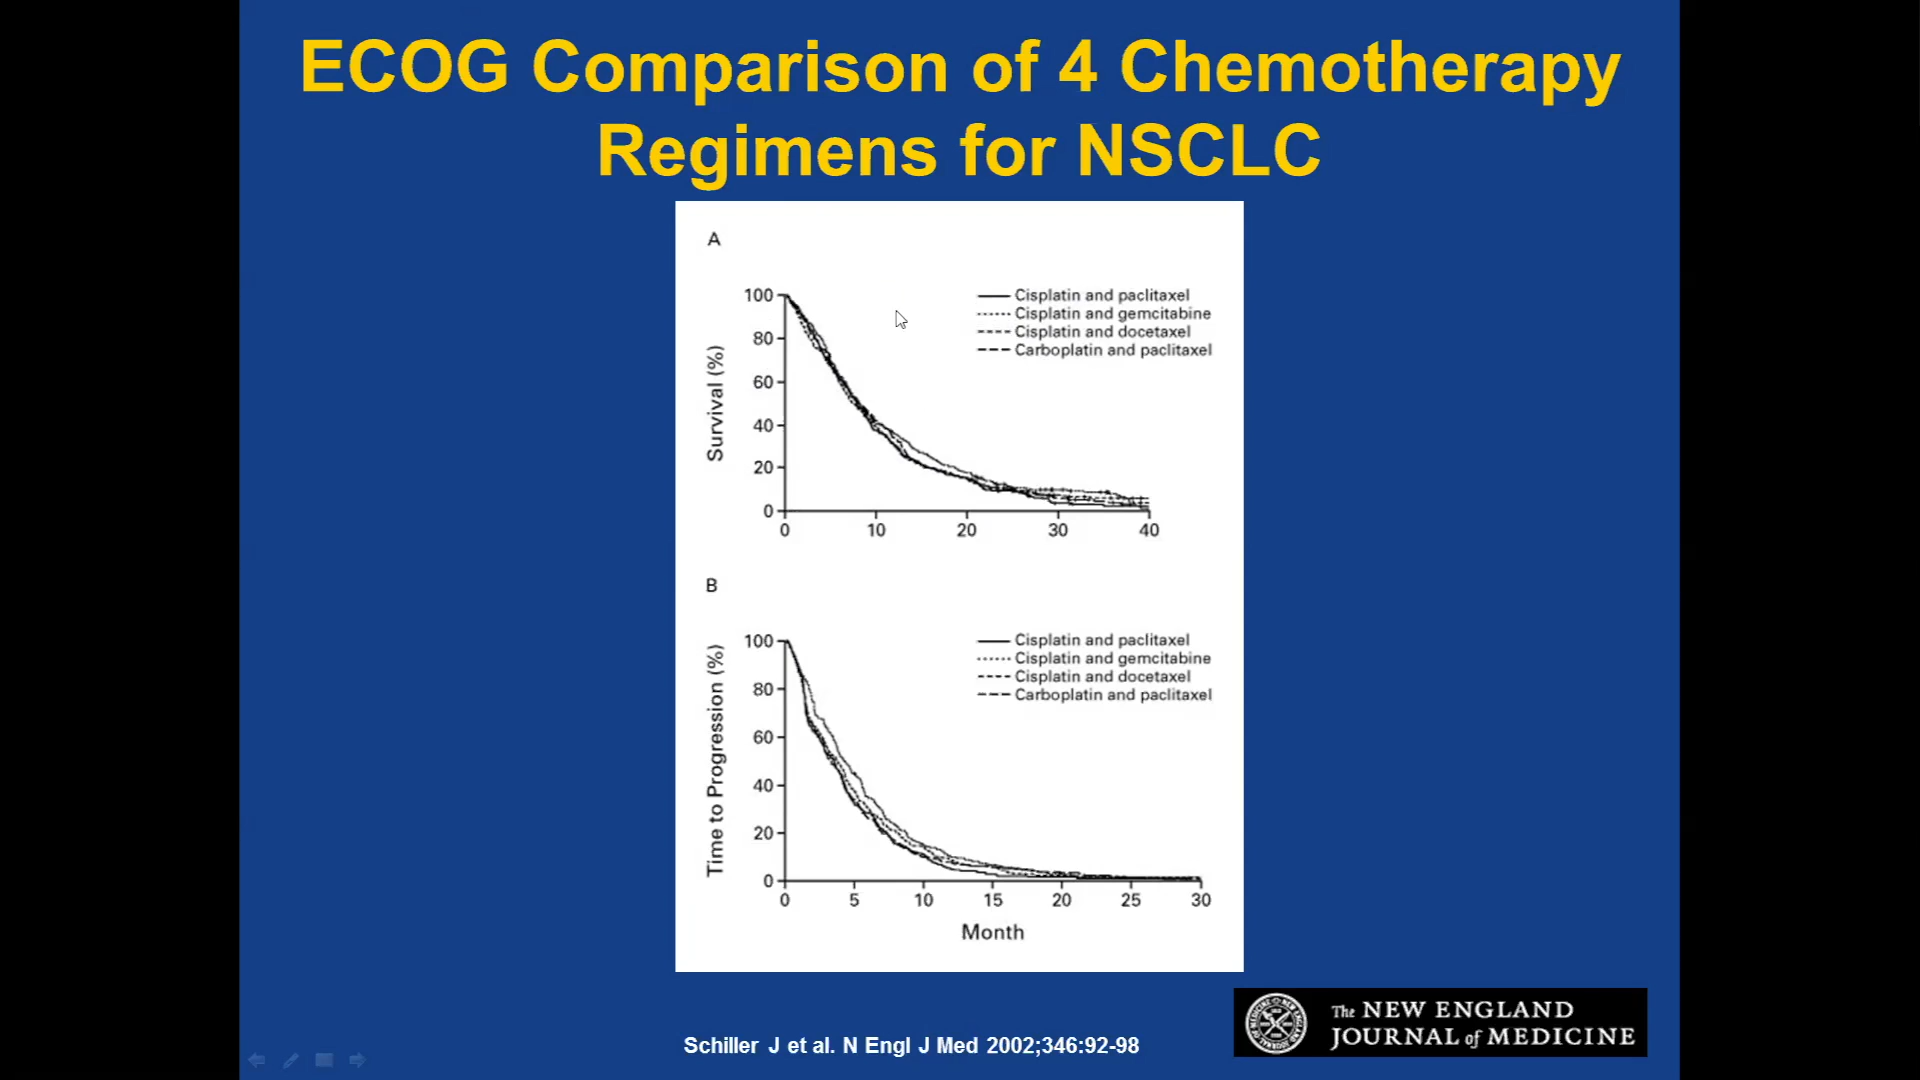 ECOG Comparison of 4 Chemotherapy
Regimens for NSCLC
A
Survival (%)
100
80
60
40
20
0
0 10 20 30 40
Cisplatin and paclitaxel
Cisplatin and gemcitabine
Cisplatin and docetaxel
Carboplatin and paclitaxel
B
Time to Progression (%)
100
80
60
40
20
0
0 5 10 15 20 25 30
Month
Cisplatin and paclitaxel
Cisplatin and gemcitabine
Cisplatin and docetaxel
Carboplatin and paclitaxel
Schiller J et al. N Engl J Med 2002;346:92-98
The NEW ENGLAND
JOURNAL of MEDICINE